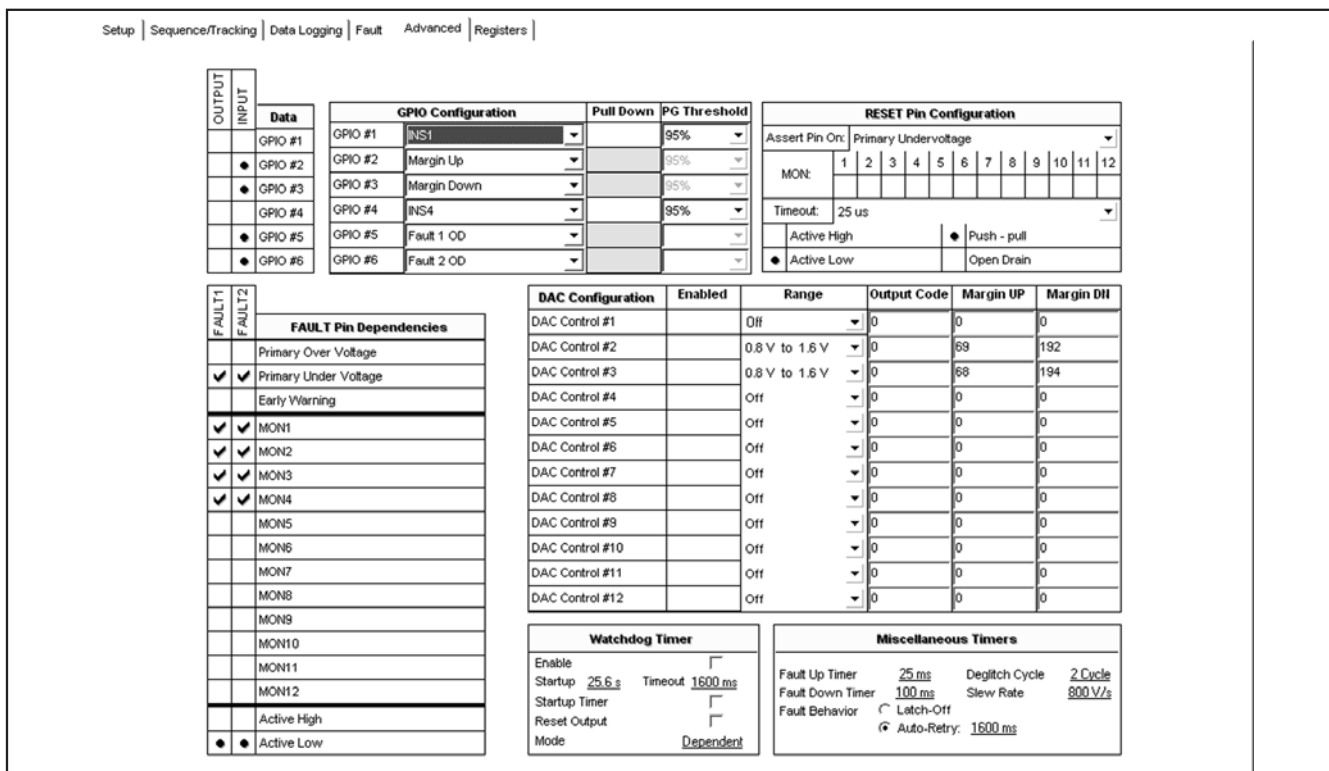 Setup Sequence/Tracking Data Logging Fault Advanced Registers
OUTPUT INPUT Data
GPIO #1
GPIO #2
GPIO #3
GPIO #4
GPIO #5
GPIO #6
GPIO Configuration Pull Down PG Threshold
GPIO #1 INS1 95%
GPIO #2 Margin Up 95%
GPIO #3 Margin Down 95%
GPIO #4 INS4 95%
GPIO #5 Fault 1 OD
GPIO #6 Fault 2 OD
RESET Pin Configuration
Assert Pin On: Primary Undervoltage
MON: 1 2 3 4 5 6 7 8 9 10 11 12
Timeout: 25 us
Active High Push - pull
Active Low Open Drain
FAULT1 FAULT2 FAULT Pin Dependencies
Primary Over Voltage
Primary Under Voltage
Early Warning
MON1
MON2
MON3
MON4
MON5
MON6
MON7
MON8
MON9
MON10
MON11
MON12
Active High
Active Low
DAC Configuration Enabled Range Output Code Margin UP Margin DN
DAC Control #1 Off 0 0 0
DAC Control #2 0.8 V to 1.6 V 0 69 192
DAC Control #3 0.8 V to 1.6 V 0 68 194
DAC Control #4 Off 0 0 0
DAC Control #5 Off 0 0 0
DAC Control #6 Off 0 0 0
DAC Control #7 Off 0 0 0
DAC Control #8 Off 0 0 0
DAC Control #9 Off 0 0 0
DAC Control #10 Off 0 0 0
DAC Control #11 Off 0 0 0
DAC Control #12 Off 0 0 0
Watchdog Timer
Enable
Startup 25.6 s Timeout 1600 ms
Startup Timer
Reset Output
Mode Dependent
Miscellaneous Timers
Fault Up Timer 25 ms Deglitch Cycle 2 Cycle
Fault Down Timer 100 ms Slew Rate 800 V/s
Fault Behavior Latch-Off
Auto-Retry: 1600 ms